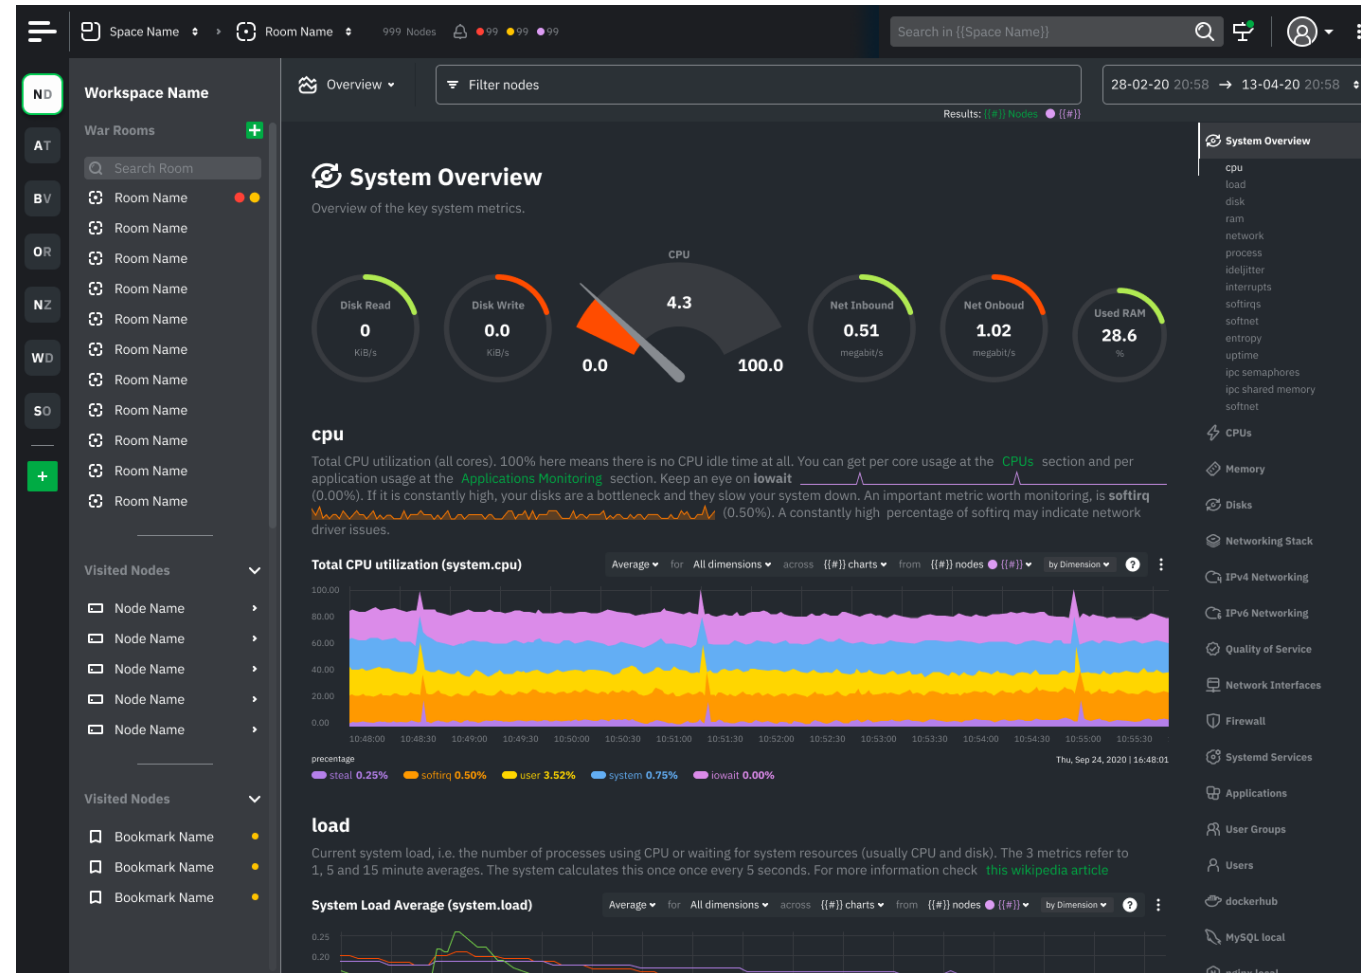 Space Name
Room Name
999 Nodes
99
99
99
Search in {{Space Name}}
ND
AT
BV
OR
NZ
WD
SO
+
Workspace Name
War Rooms
+
Search Room
Room Name
Room Name
Room Name
Room Name
Room Name
Room Name
Room Name
Room Name
Room Name
Room Name
Room Name
Visited Nodes
Node Name
Node Name
Node Name
Node Name
Node Name
Visited Nodes
Bookmark Name
Bookmark Name
Bookmark Name
Overview
Filter nodes
28-02-20 20:58 → 13-04-20 20:58
Results: {{#}} Nodes {{#}}
System Overview
Overview of the key system metrics.
Disk Read
0
KiB/s
Disk Write
0.0
KiB/s
CPU
4.3
0.0
100.0
Net Inbound
0.51
megabit/s
Net Onboud
1.02
megabit/s
Used RAM
28.6
%
cpu
Total CPU utilization (all cores). 100% here means there is no CPU idle time at all. You can get per core usage at the CPUs section and per
application usage at the Applications Monitoring section. Keep an eye on iowait
(0.00%). If it is constantly high, your disks are a bottleneck and they slow your system down. An important metric worth monitoring, is softirq
(0.50%). A constantly high percentage of softirq may indicate network
driver issues.
Total CPU utilization (system.cpu)
Average for All dimensions across {{#}} charts from {{#}} nodes {{#}} by Dimension ?
100.00
80.00
60.00
40.00
20.00
0.00
10:48:00 10:48:30 10:49:00 10:49:30 10:50:00 10:50:30 10:51:00 10:51:30 10:52:00 10:52:30 10:53:00 10:53:30 10:54:00 10:54:30 10:55:00 10:55:30
precentage
Thu, Sep 24, 2020 | 16:48:01
steal 0.25% softirq 0.50% user 3.52% system 0.75% iowait 0.00%
load
Current system load, i.e. the number of processes using CPU or waiting for system resources (usually CPU and disk). The 3 metrics refer to
1, 5 and 15 minute averages. The system calculates this once once every 5 seconds. For more information check this wikipedia article
System Load Average (system.load)
Average for All dimensions across {{#}} charts from {{#}} nodes {{#}} by Dimension ?
0.25
0.20
System Overview
cpu
load
disk
ram
network
process
ideljitter
interrupts
softirqs
softnet
entropy
uptime
ipc semaphores
ipc shared memory
softnet
CPUs
Memory
Disks
Networking Stack
IPv4 Networking
IPv6 Networking
Quality of Service
Network Interfaces
Firewall
Systemd Services
Applications
User Groups
Users
dockerhub
MySQL local
nginx local